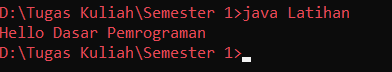 D:\Tugas Kuliah\Semester 1>java Latihan
Hello Dasar Pemrograman
D:\Tugas Kuliah\Semester 1>